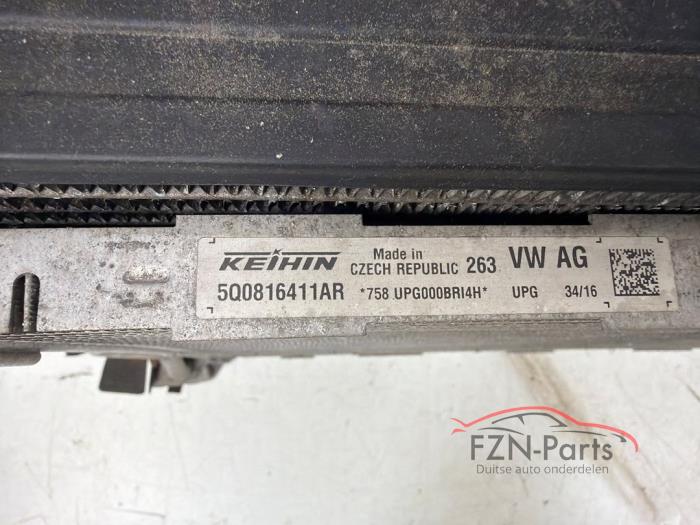 KEIHIN Made in CZECH REPUBLIC 263 VW AG
5Q0816411AR *758 UPG000BRI4H* UPG 34/16
FZN-Parts
Duitse auto onderdelen